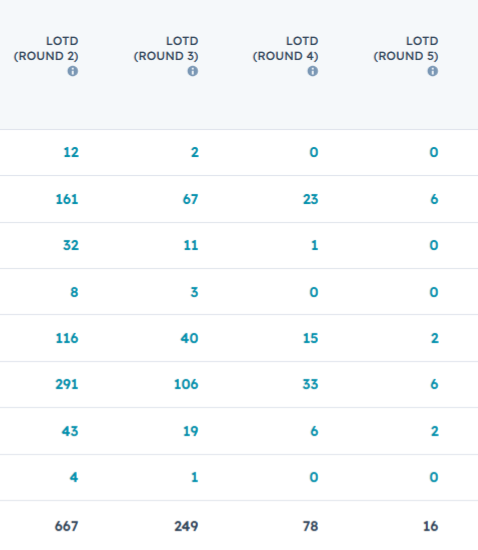 LOTD LOTD LOTD LOTD
(ROUND 2) (ROUND 3) (ROUND 4) (ROUND 5)
12 2 0 0
161 67 23 6
32 11 1 0
8 3 0 0
116 40 15 2
291 106 33 6
43 19 6 2
4 1 0 0
667 249 78 16